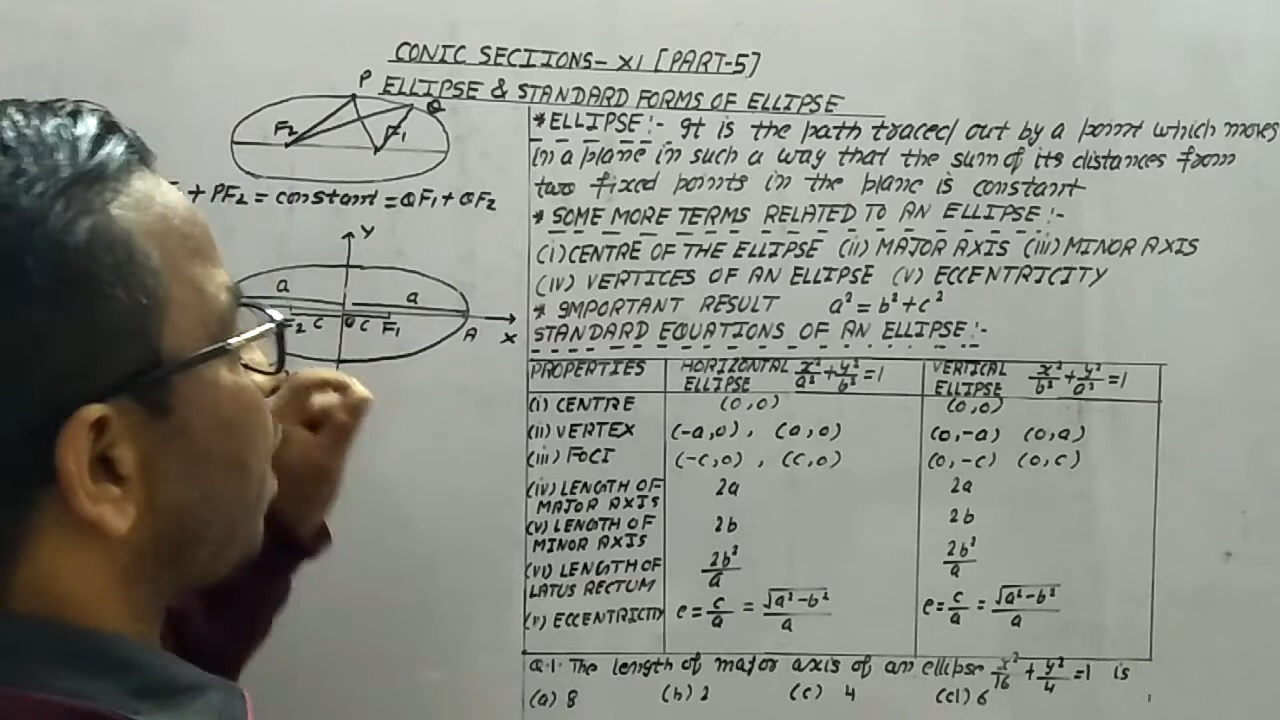 CONIC SECTIONS- XI [PART-5]
ELLIPSE & STANDARD FORMS OF ELLIPSE
P
Q
F2
F1
+ PF2 = constant = QF1 + QF2
Y
a
a
F2 c O c F1
A
X
*ELLIPSE:- It is the path traced out by a point which moves
in a plane in such a way that the sum of its distances from
two fixed points in the plane is constant
* SOME MORE TERMS RELATED TO AN ELLIPSE:-
(i) CENTRE OF THE ELLIPSE (ii) MAJOR AXIS (iii) MINOR AXIS
(iv) VERTICES OF AN ELLIPSE (v) ECCENTRICITY
* IMPORTANT RESULT a² = b² + c²
STANDARD EQUATIONS OF AN ELLIPSE:-
PROPERTIES HORIZONTAL ELLIPSE x²/a² + y²/b² = 1 VERTICAL ELLIPSE x²/b² + y²/a² = 1
(i) CENTRE (0,0) (0,0)
(ii) VERTEX (-a,0), (a,0) (0,-a) (0,a)
(iii) FOCI (-c,0), (c,0) (0,-c) (0,c)
(iv) LENGTH OF MAJOR AXIS 2a 2a
(v) LENGTH OF MINOR AXIS 2b 2b
(vi) LENGTH OF LATUS RECTUM 2b²/a 2b²/a
(v) ECCENTRICITY e = c/a = √(a²-b²)/a e = c/a = √(a²-b²)/a
Q.1. The length of major axis of an ellipse x²/16 + y²/4 = 1 is
(a) 8 (b) 2 (c) 4 (d) 6